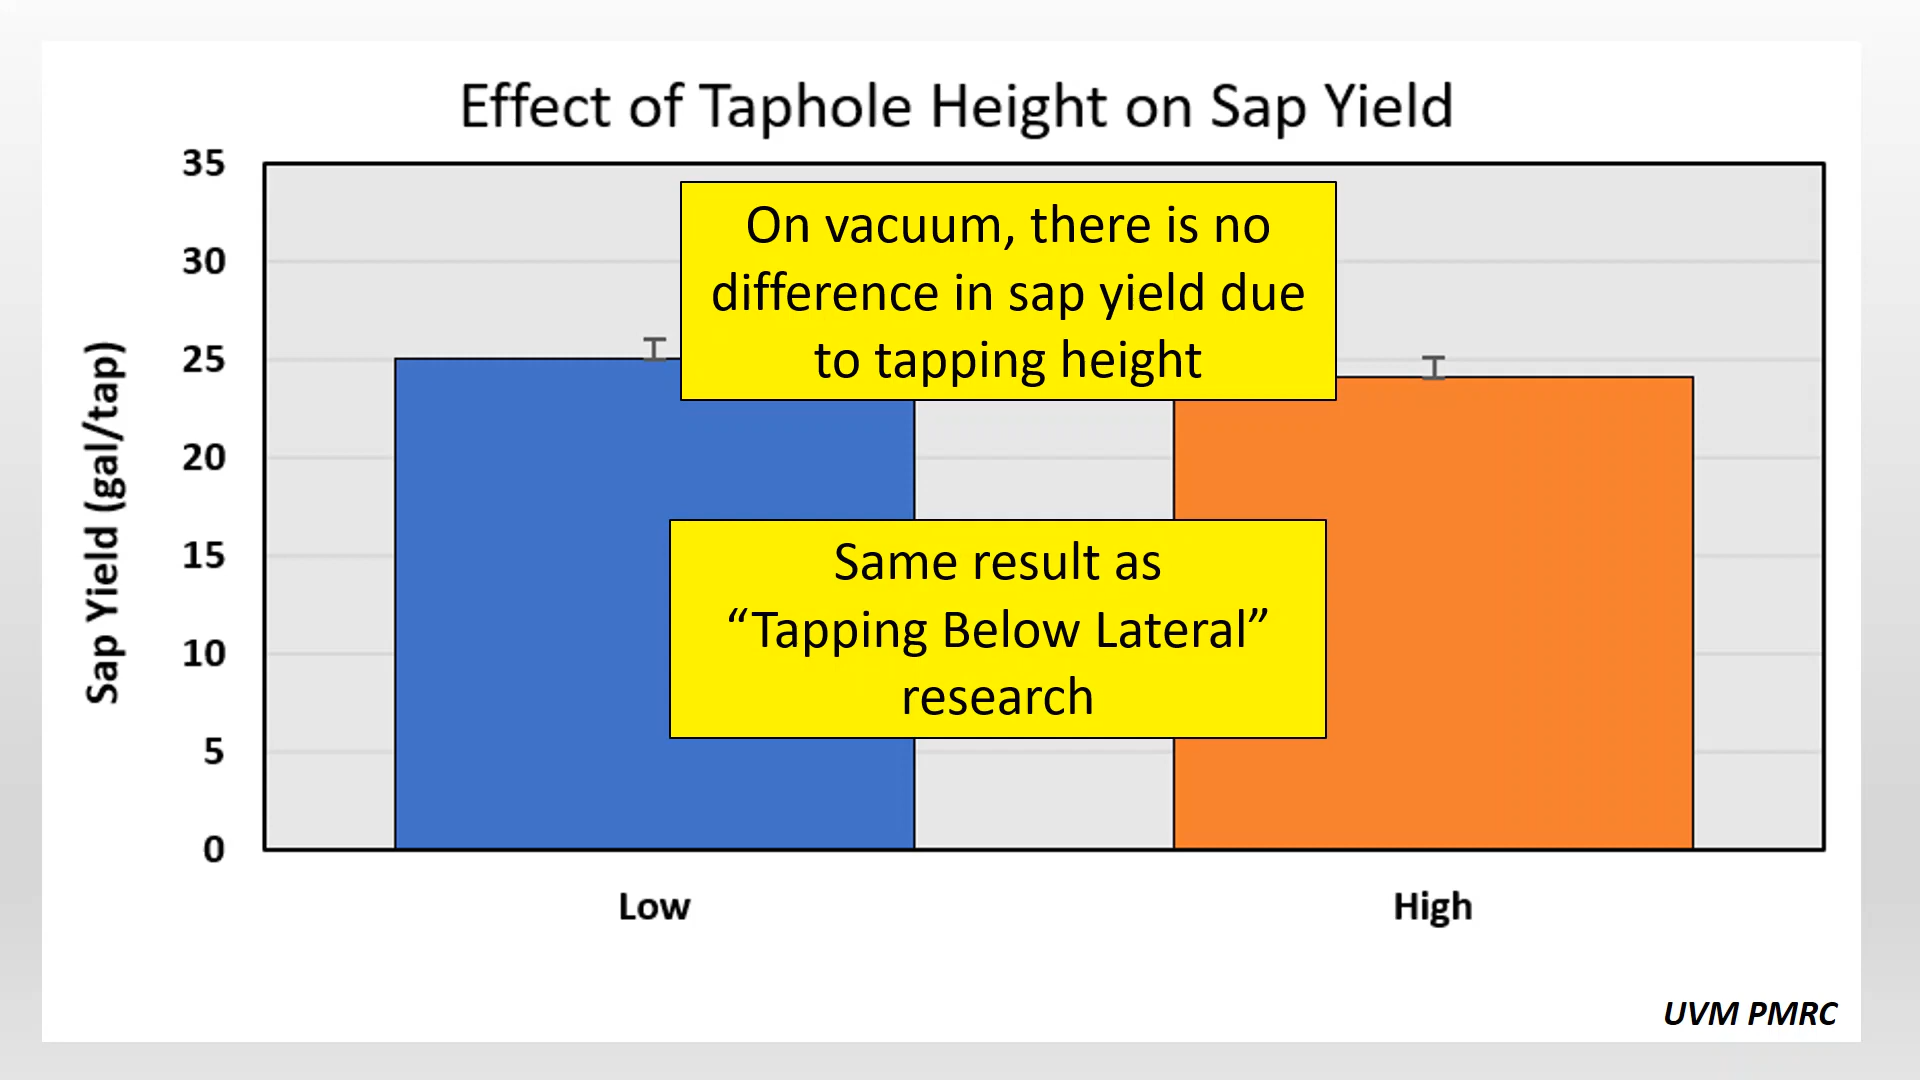 Effect of Taphole Height on Sap Yield
35
30
25
20
15
10
5
0
Sap Yield (gal/tap)
On vacuum, there is no
difference in sap yield due
to tapping height
Same result as
“Tapping Below Lateral”
research
Low
High
UVM PMRC